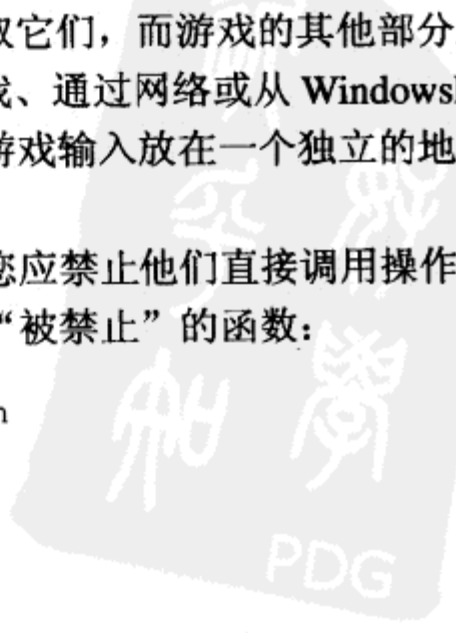 取它们，而游戏的其他部分
戏、通过网络或从 Windows
游戏输入放在一个独立的地
您应禁止他们直接调用操作
“被禁止”的函数：
n
PDG